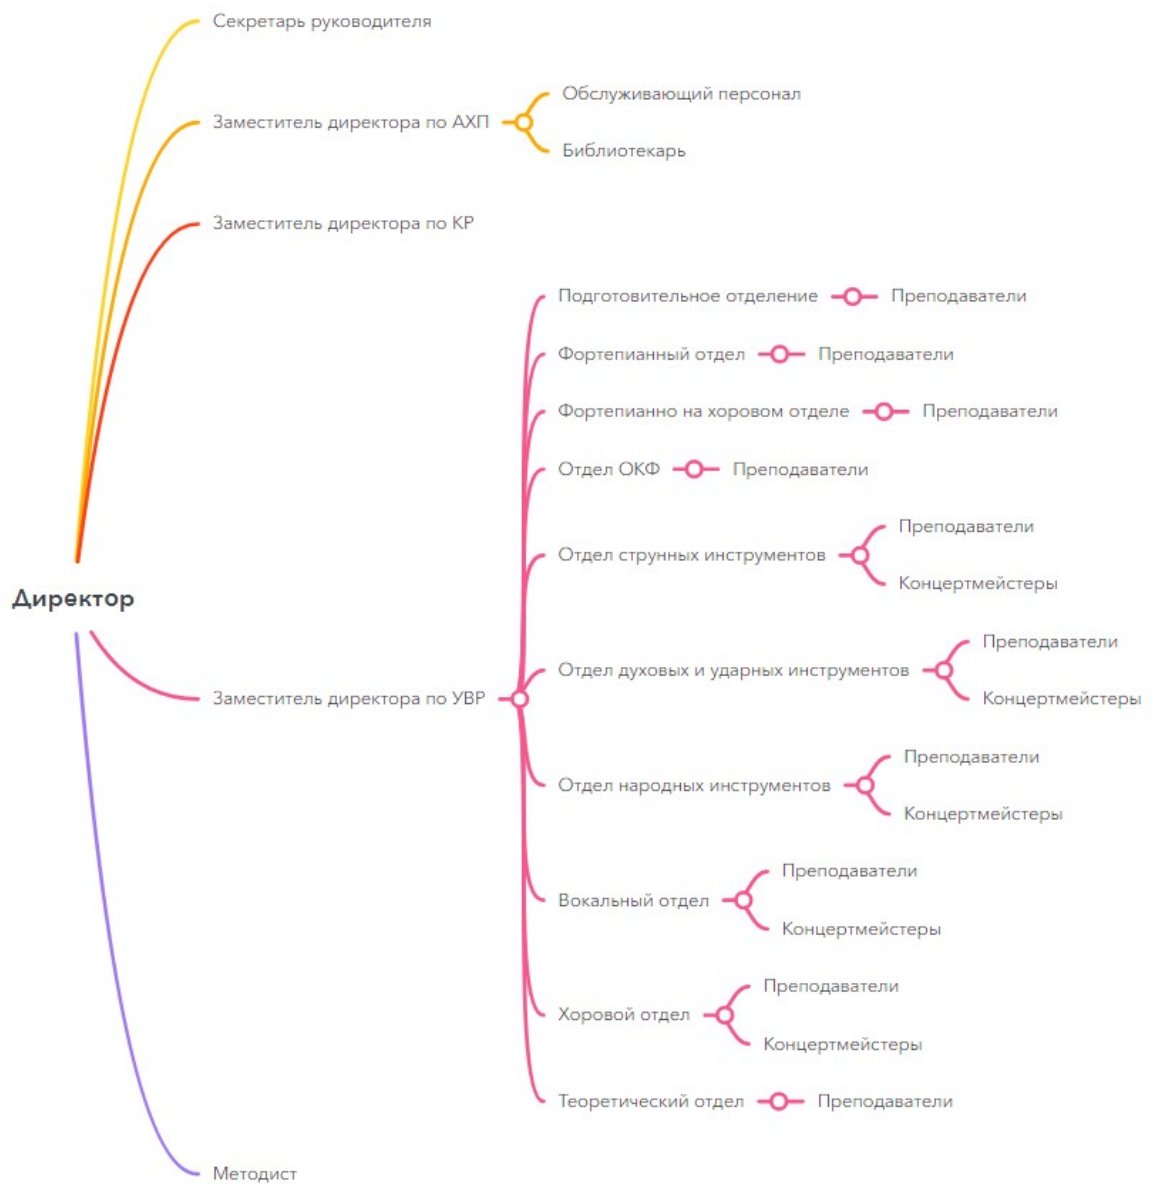 Секретарь руководителя
Заместитель директора по АХП
Обслуживающий персонал
Библиотекарь
Заместитель директора по КР
Директор
Заместитель директора по УВР
Подготовительное отделение
Преподаватели
Фортепианный отдел
Преподаватели
Фортепианно на хоровом отделе
Преподаватели
Отдел ОКФ
Преподаватели
Отдел струнных инструментов
Преподаватели
Концертмейстеры
Отдел духовых и ударных инструментов
Преподаватели
Концертмейстеры
Отдел народных инструментов
Преподаватели
Концертмейстеры
Вокальный отдел
Преподаватели
Концертмейстеры
Хоровой отдел
Преподаватели
Концертмейстеры
Теоретический отдел
Преподаватели
Методист